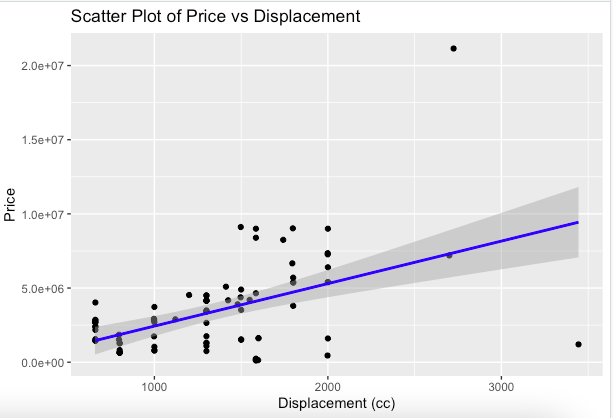 Scatter Plot of Price vs Displacement
2.0e+07
1.5e+07
1.0e+07
5.0e+06
0.0e+00
Price
1000
2000
3000
Displacement (cc)